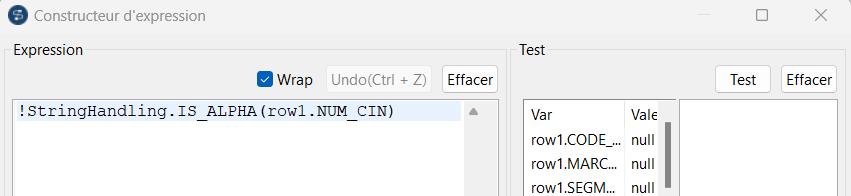 Constructeur d'expression
Expression
Wrap Undo(Ctrl + Z) Effacer
!StringHandling.IS_ALPHA(row1.NUM_CIN)
Test
Test Effacer
Var Vale
row1.CODE_... null
row1.MARC... null
row1.SEGM... null